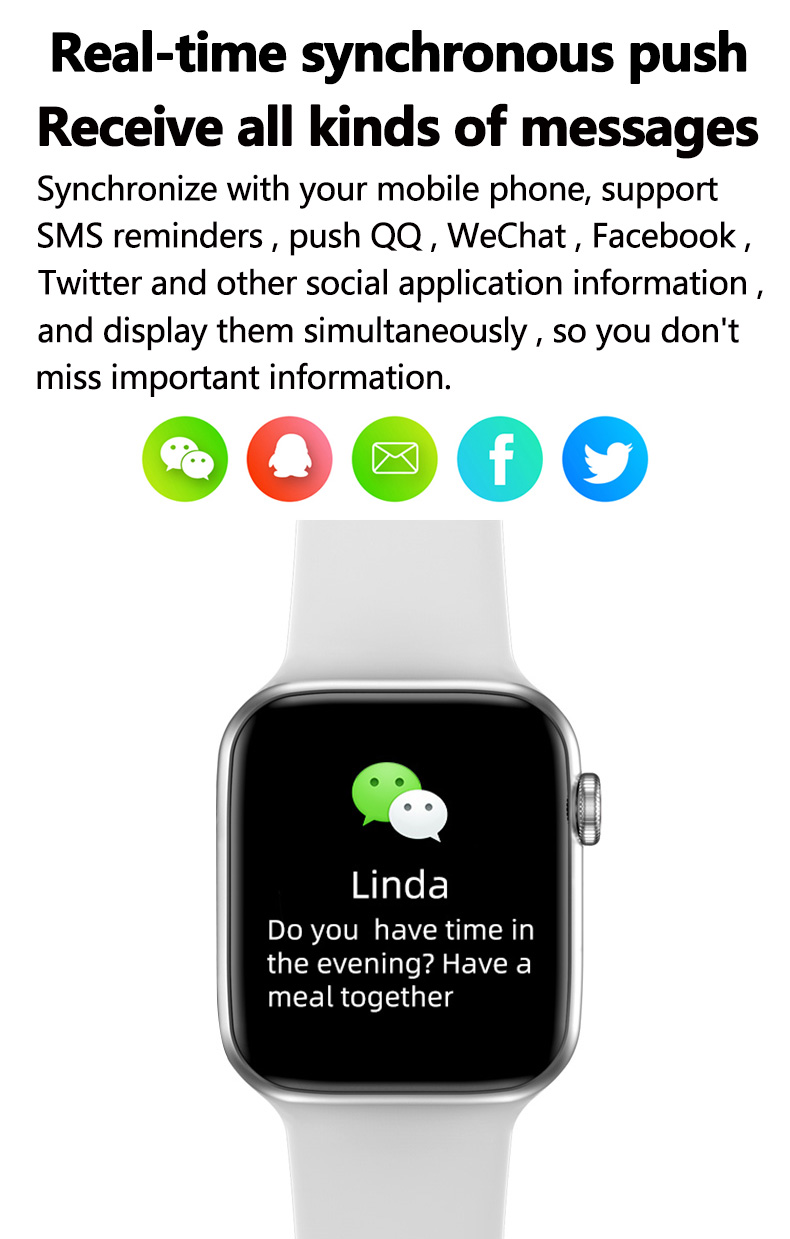 Real-time synchronous push
Receive all kinds of messages
Synchronize with your mobile phone, support
SMS reminders , push QQ , WeChat , Facebook ,
Twitter and other social application information ,
and display them simultaneously , so you don't
miss important information.
f
Linda
Do you  have time in
the evening? Have a
meal together